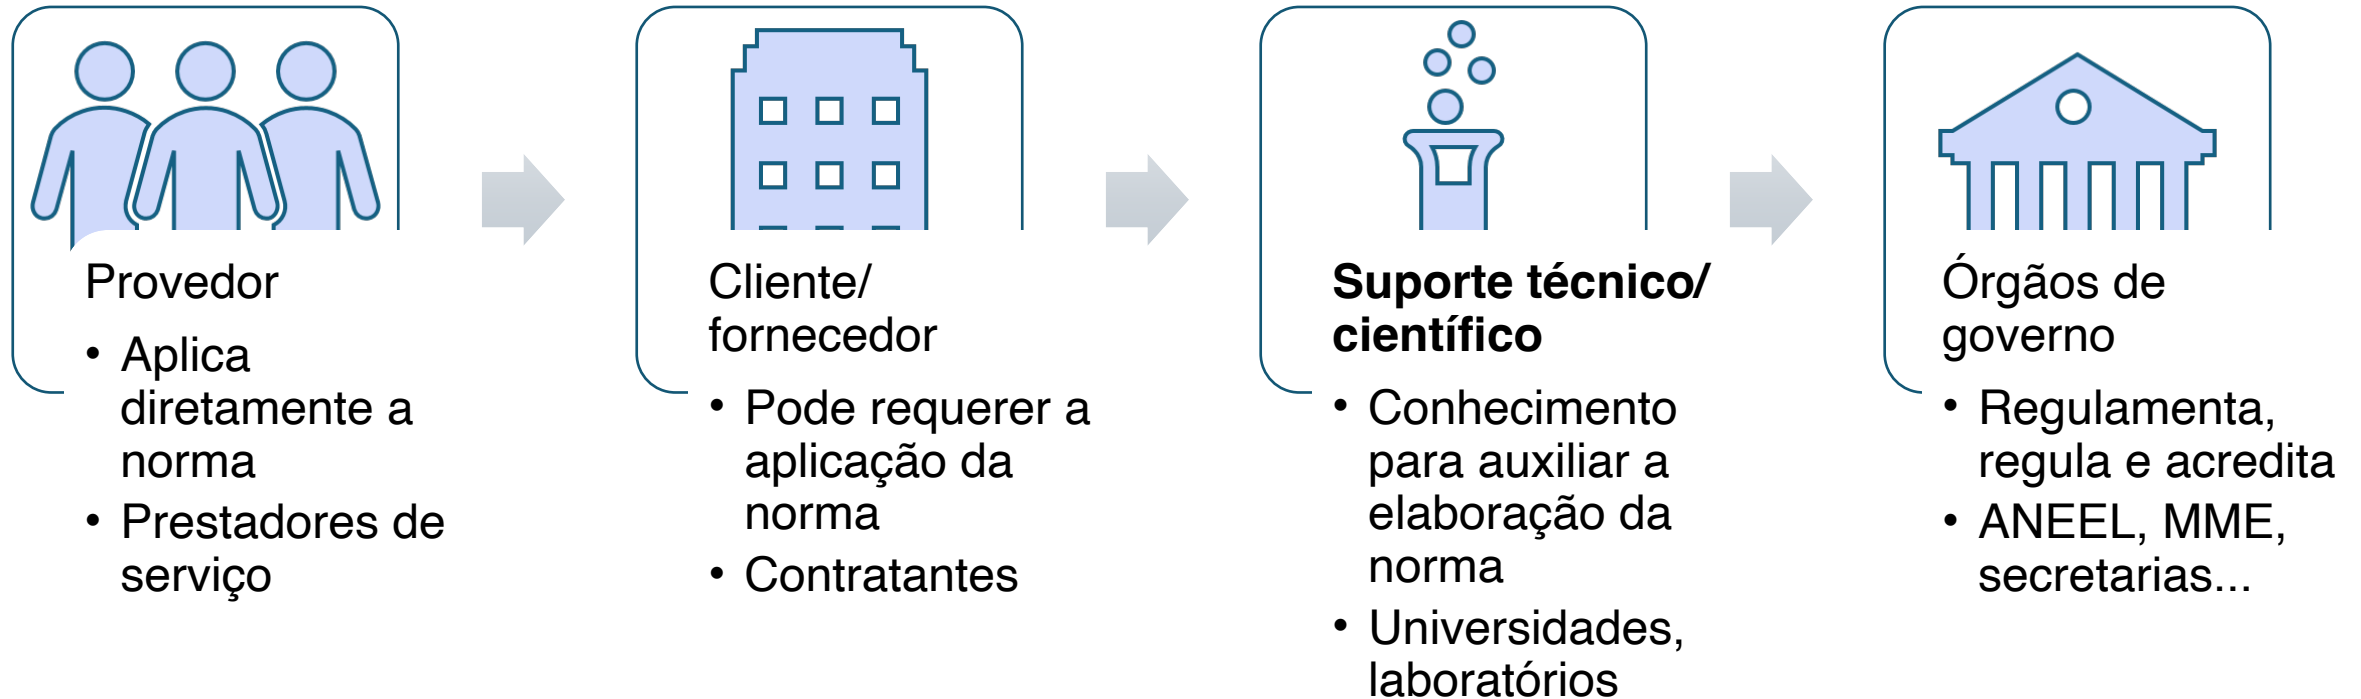 Provedor
• Aplica
diretamente a
norma
• Prestadores de
serviço
Cliente/
fornecedor
• Pode requerer a
aplicação da
norma
• Contratantes
Suporte técnico/
científico
• Conhecimento
para auxiliar a
elaboração da
norma
• Universidades,
laboratórios
Órgãos de
governo
• Regulamenta,
regula e acredita
• ANEEL, MME,
secretarias...